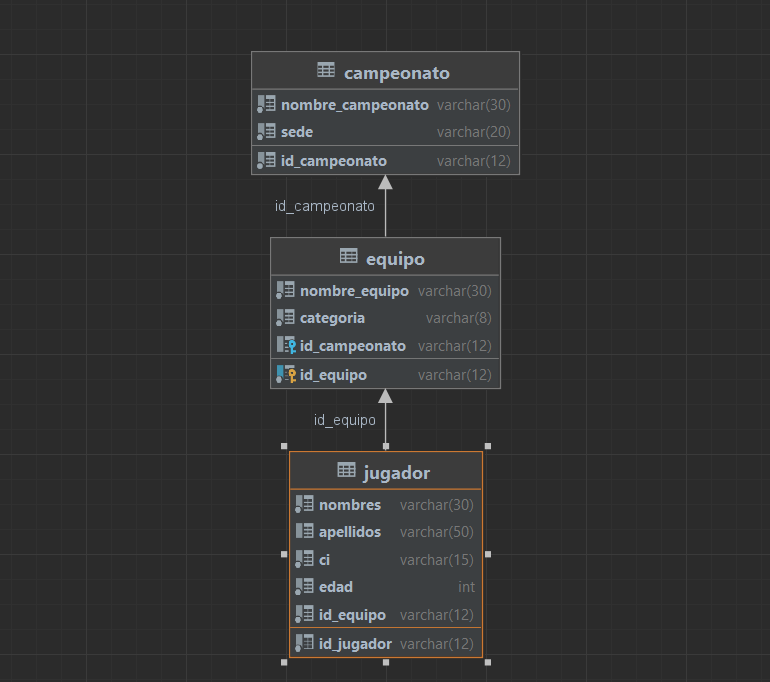 campeonato
nombre_campeonato varchar(30)
sede varchar(20)
id_campeonato varchar(12)
id_campeonato
equipo
nombre_equipo varchar(30)
categoria varchar(8)
id_campeonato varchar(12)
id_equipo varchar(12)
id_equipo
jugador
nombres varchar(30)
apellidos varchar(50)
ci varchar(15)
edad int
id_equipo varchar(12)
id_jugador varchar(12)